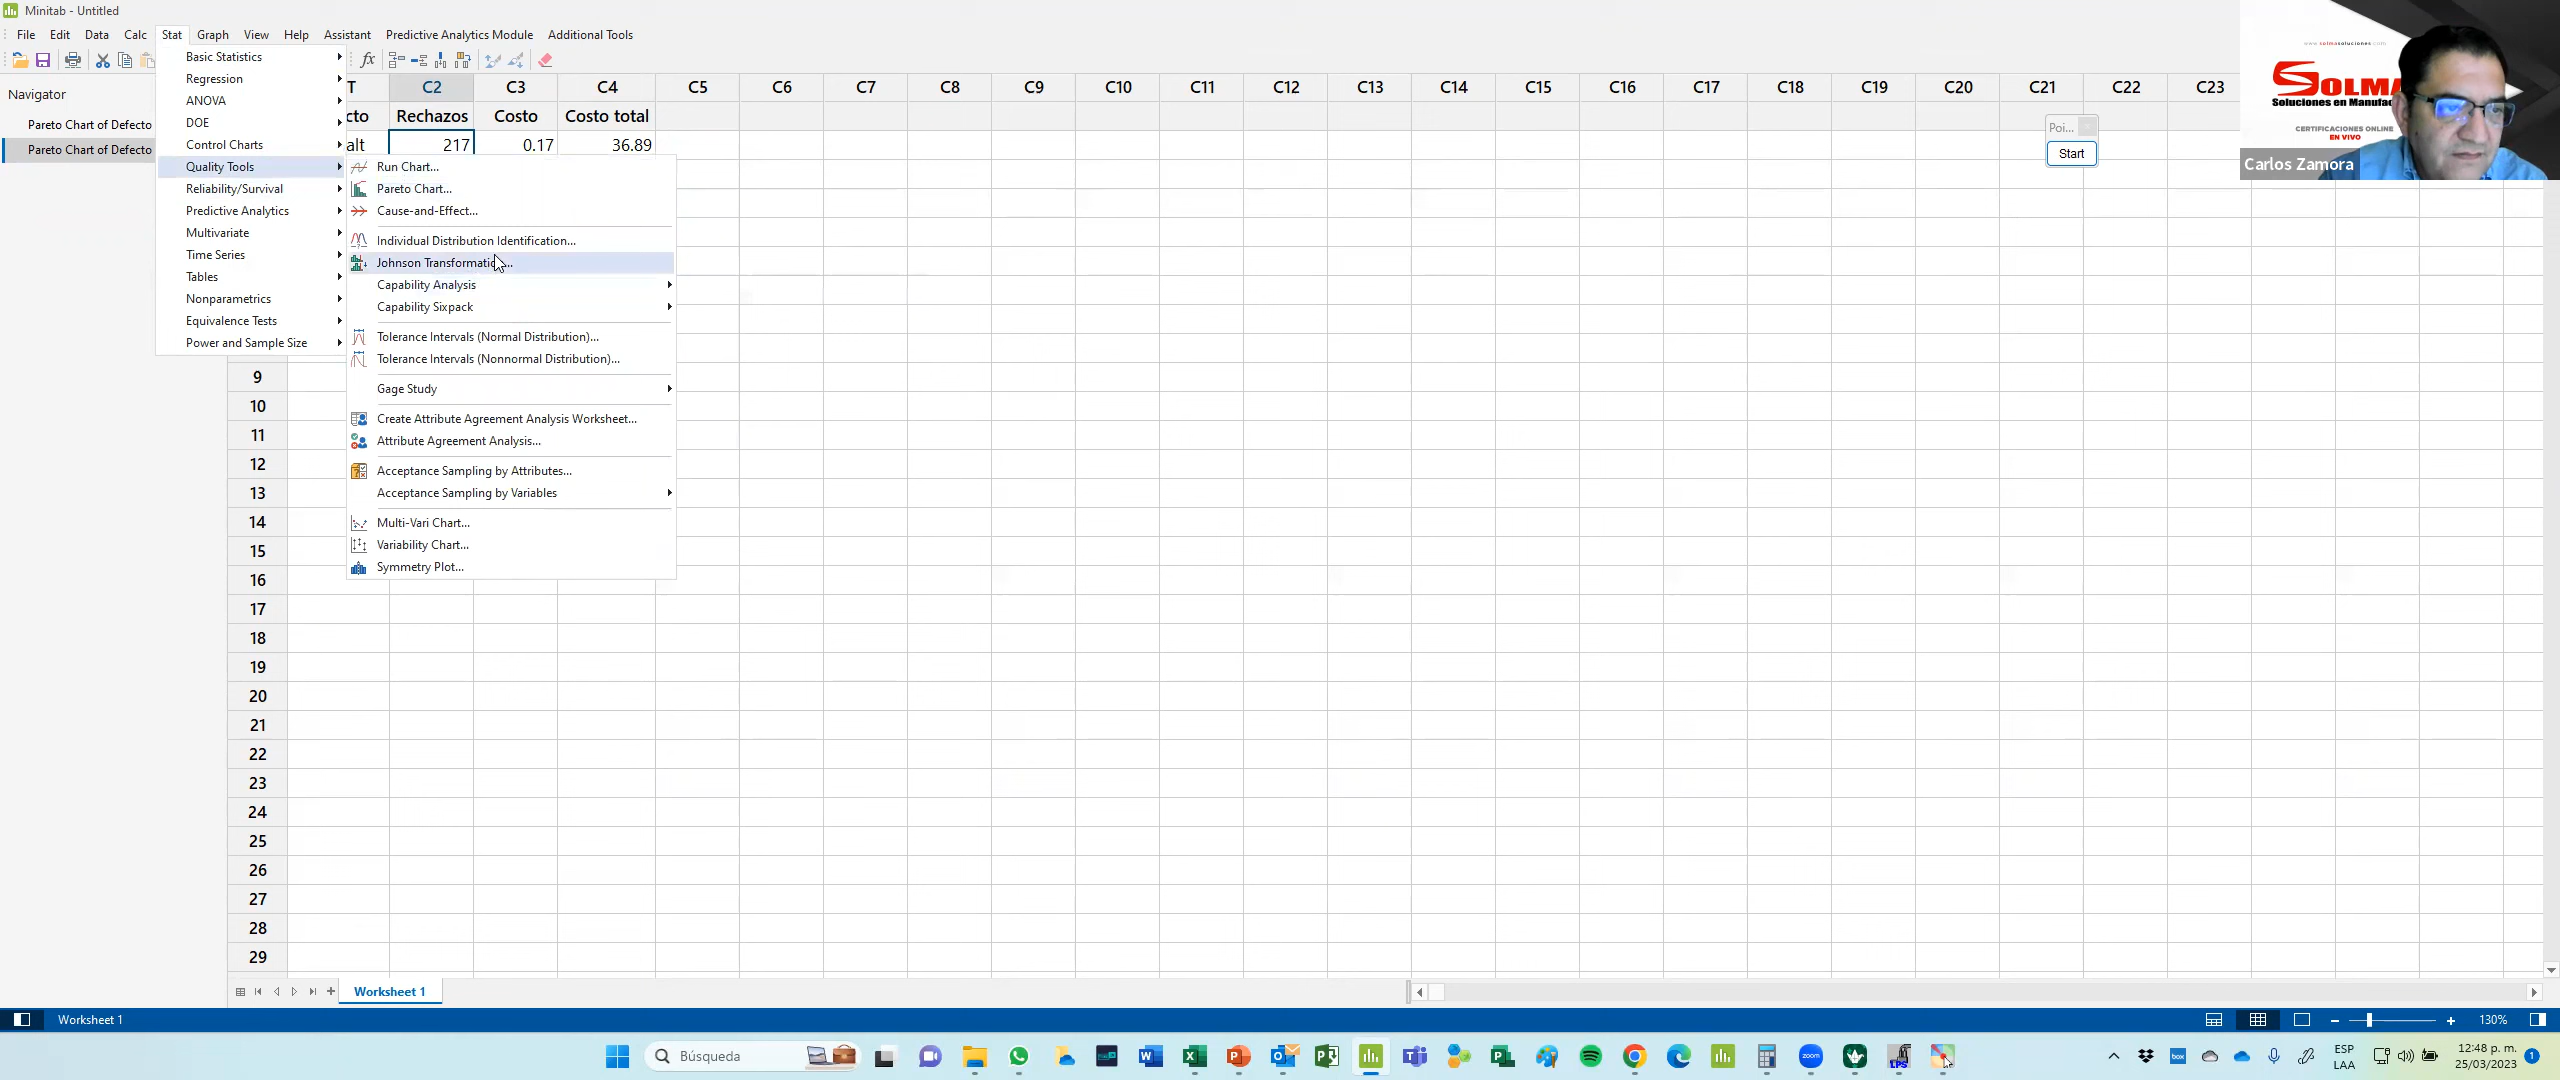 Minitab - Untitled
File Edit Data Calc Stat Graph View Help Assistant Predictive Analytics Module Additional Tools
Navigator
Pareto Chart of Defecto
Pareto Chart of Defecto
Basic Statistics
Regression
ANOVA
DOE
Control Charts
Quality Tools
Reliability/Survival
Predictive Analytics
Multivariate
Time Series
Tables
Nonparametrics
Equivalence Tests
Power and Sample Size
Run Chart...
Pareto Chart...
Cause-and-Effect...
Individual Distribution Identification...
Johnson Transformatio...
Capability Analysis
Capability Sixpack
Tolerance Intervals (Normal Distribution)...
Tolerance Intervals (Nonnormal Distribution)...
Gage Study
Create Attribute Agreement Analysis Worksheet...
Attribute Agreement Analysis...
Acceptance Sampling by Attributes...
Acceptance Sampling by Variables
Multi-Vari Chart...
Variability Chart...
Symmetry Plot...
T C2 C3 C4 C5 C6 C7 C8 C9 C10 C11 C12 C13 C14 C15 C16 C17 C18 C19 C20 C21 C22 C23
cto Rechazos Costo Costo total
alt 217 0.17 36.89
9
10
11
12
13
14
15
16
17
18
19
20
21
22
23
24
25
26
27
28
29
Poi...
Start
www.solmasoluciones.com
SOLMA
Soluciones en Manufac
CERTIFICACIONES ONLINE
EN VIVO
Carlos Zamora
Worksheet 1
Worksheet 1
130%
Búsqueda
ESP
LAA
12:48 p. m.
25/03/2023
1